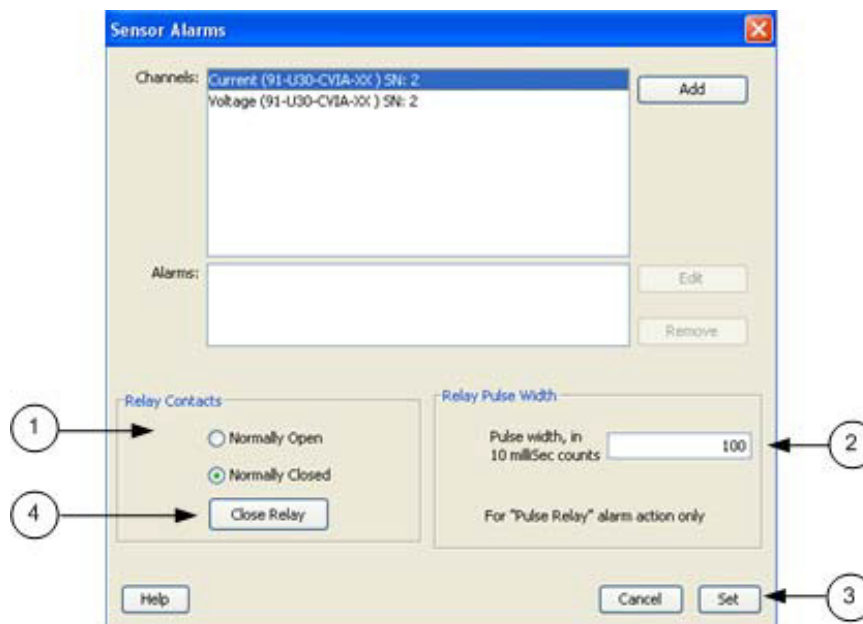 Sensor Alarms
Channels:
Current (91-U30-CVIA-XX ) SN: 2
Voltage (91-U30-CVIA-XX ) SN: 2
Add
Alarms:
Edit
Remove
Relay Contacts
Normally Open
Normally Closed
Close Relay
Relay Pulse Width
Pulse width, in
10 milliSec counts
100
For "Pulse Relay" alarm action only
Help
Cancel
Set
1
4
2
3